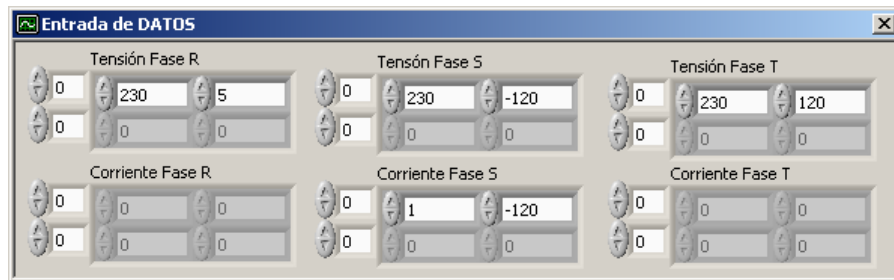 Entrada de DATOS
Tensión Fase R
0 230 5
0 0 0
Tensón Fase S
0 230 -120
0 0 0
Tensión Fase T
0 230 120
0 0 0
Corriente Fase R
0 0 0
0 0 0
Corriente Fase S
0 1 -120
0 0 0
Corriente Fase T
0 0 0
0 0 0